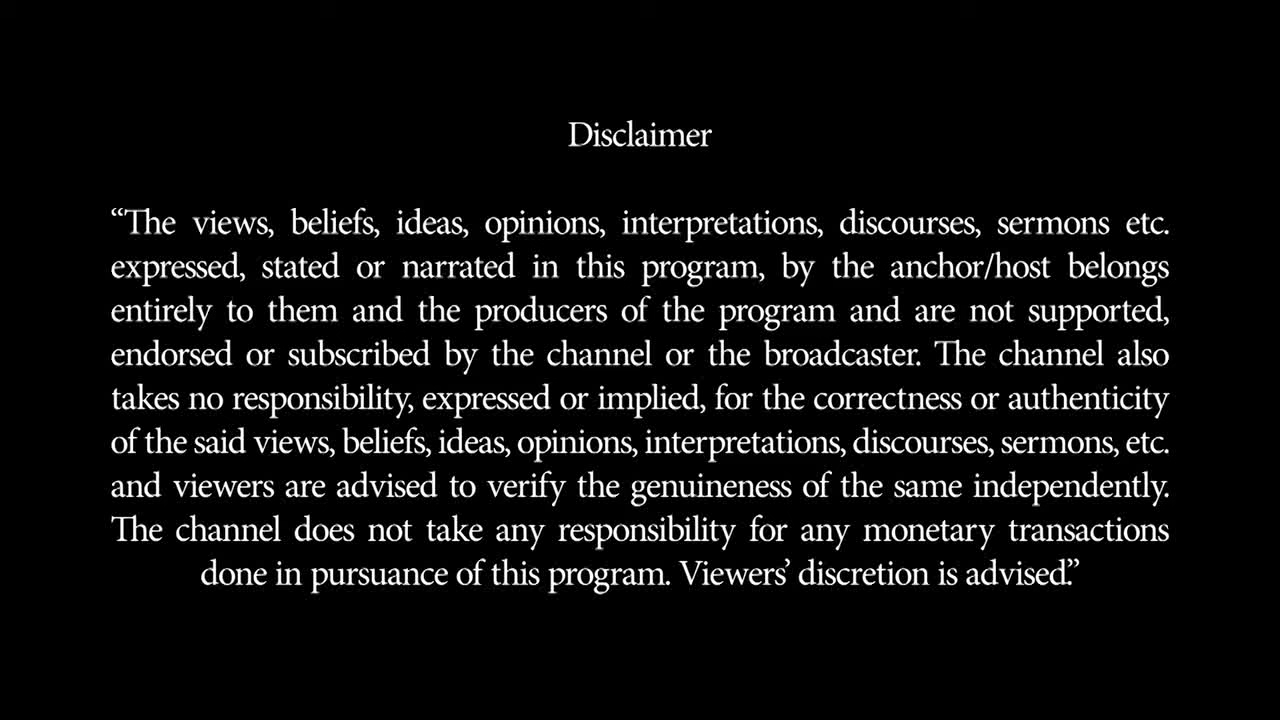 Disclaimer
“The views, beliefs, ideas, opinions, interpretations, discourses, sermons etc.
expressed, stated or narrated in this program, by the anchor/host belongs
entirely to them and the producers of the program and are not supported,
endorsed or subscribed by the channel or the broadcaster. The channel also
takes no responsibility, expressed or implied, for the correctness or authenticity
of the said views, beliefs, ideas, opinions, interpretations, discourses, sermons, etc.
and viewers are advised to verify the genuineness of the same independently.
The channel does not take any responsibility for any monetary transactions
done in pursuance of this program. Viewers’ discretion is advised.”